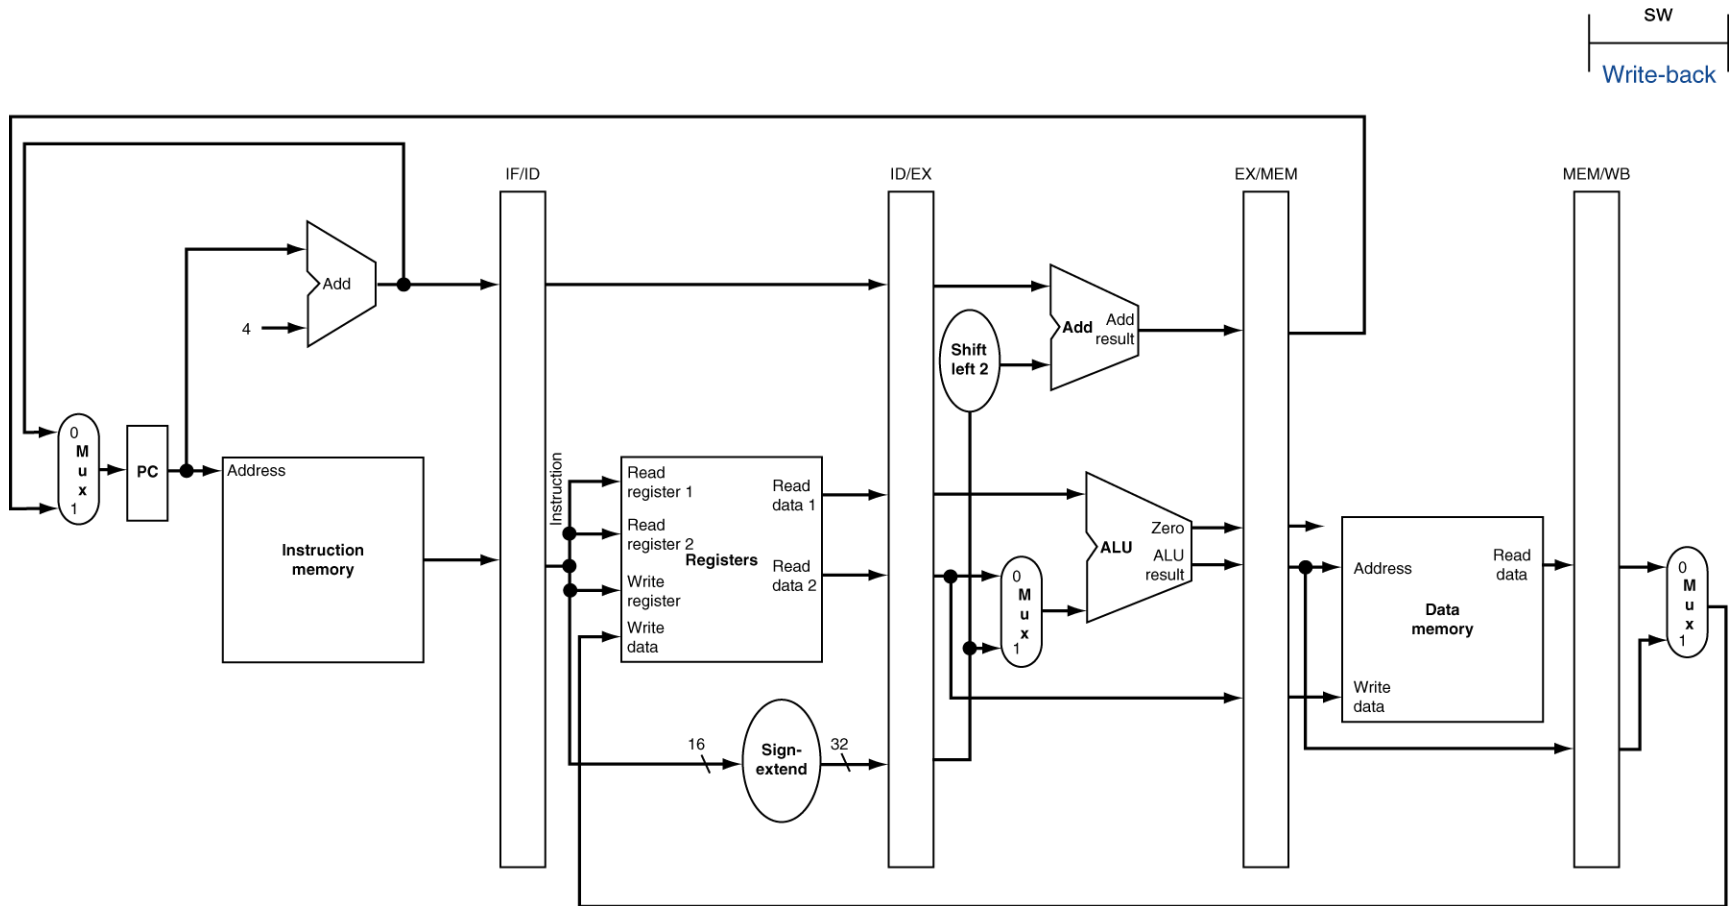 SW
Write-back
IF/ID
ID/EX
EX/MEM
MEM/WB
Add
4
Add
Add
result
Shift
left 2
0
M
u
x
1
PC
Address
Instruction
memory
Instruction
Read
register 1
Read
register 2
Write
register
Write
data
Registers
Read
data 1
Read
data 2
16
Sign-
extend
32
0
M
u
x
1
Zero
ALU
ALU
result
Address
Read
data
Data
memory
Write
data
0
M
u
x
1